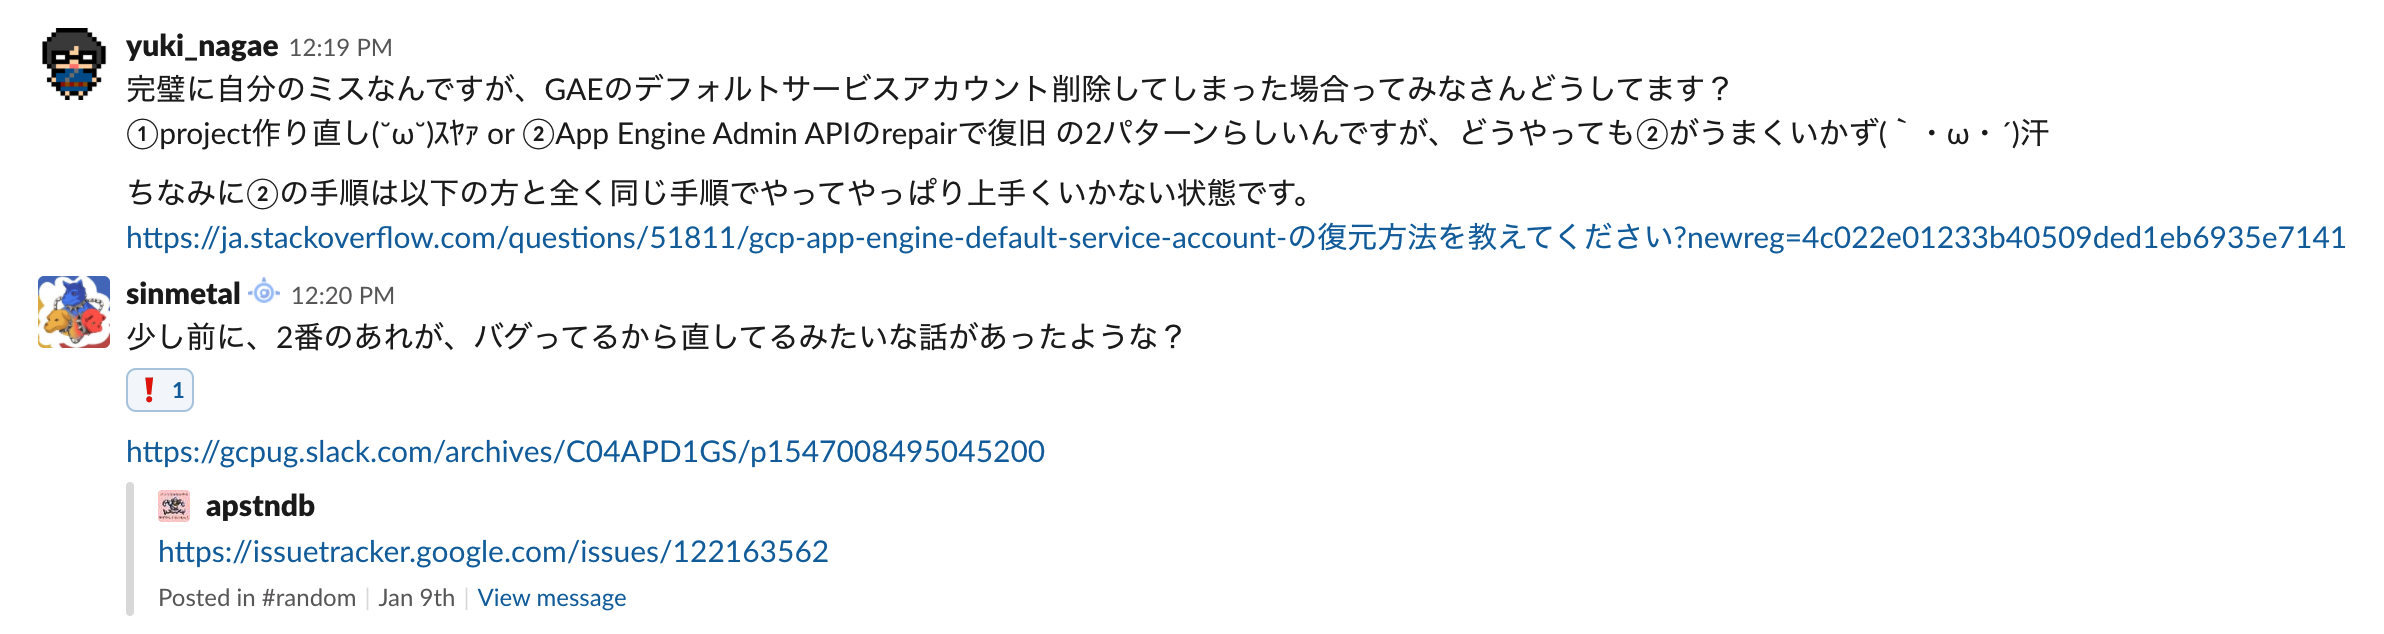 yuki_nagae 12:19 PM
完璧に自分のミスなんですが、GAEのデフォルトサービスアカウント削除してしまった場合ってみなさんどうしてます？
①project作り直し(˘ω˘)ｽﾔｧ or ②App Engine Admin APIのrepairで復旧 の2パターンらしいんですが、どうやっても②がうまくいかず(｀・ω・´)汗
ちなみに②の手順は以下の方と全く同じ手順でやってやっぱり上手くいかない状態です。
https://ja.stackoverflow.com/questions/51811/gcp-app-engine-default-service-account-の復元方法を教えてください?newreg=4c022e01233b40509ded1eb6935e7141
sinmetal 12:20 PM
少し前に、2番のあれが、バグってるから直してるみたいな話があったような？
❗ 1
https://gcpug.slack.com/archives/C04APD1GS/p1547008495045200
apstndb
https://issuetracker.google.com/issues/122163562
Posted in #random | Jan 9th | View message